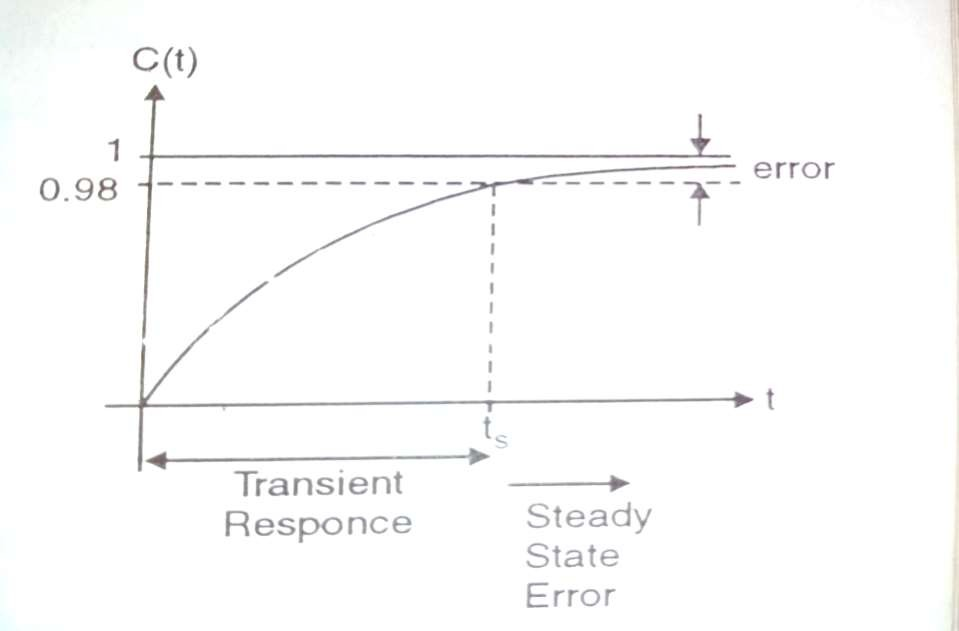 C(t)
1
0.98
error
t
ts
Transient
Responce
Steady
State
Error